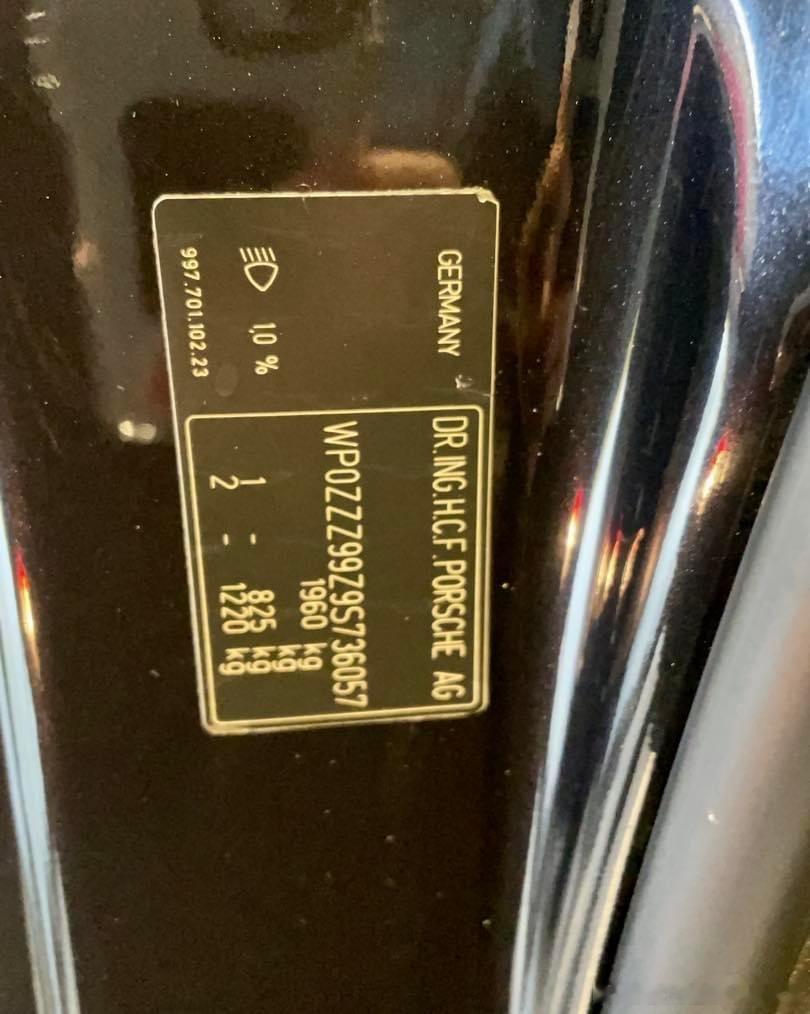 GERMANY
1,0 %
997.701.102.23
DR.ING.H.C.F.PORSCHE AG
WP0ZZZ99Z9S736057
1960 kg
kg
1 - 825 kg
2 - 1220 kg